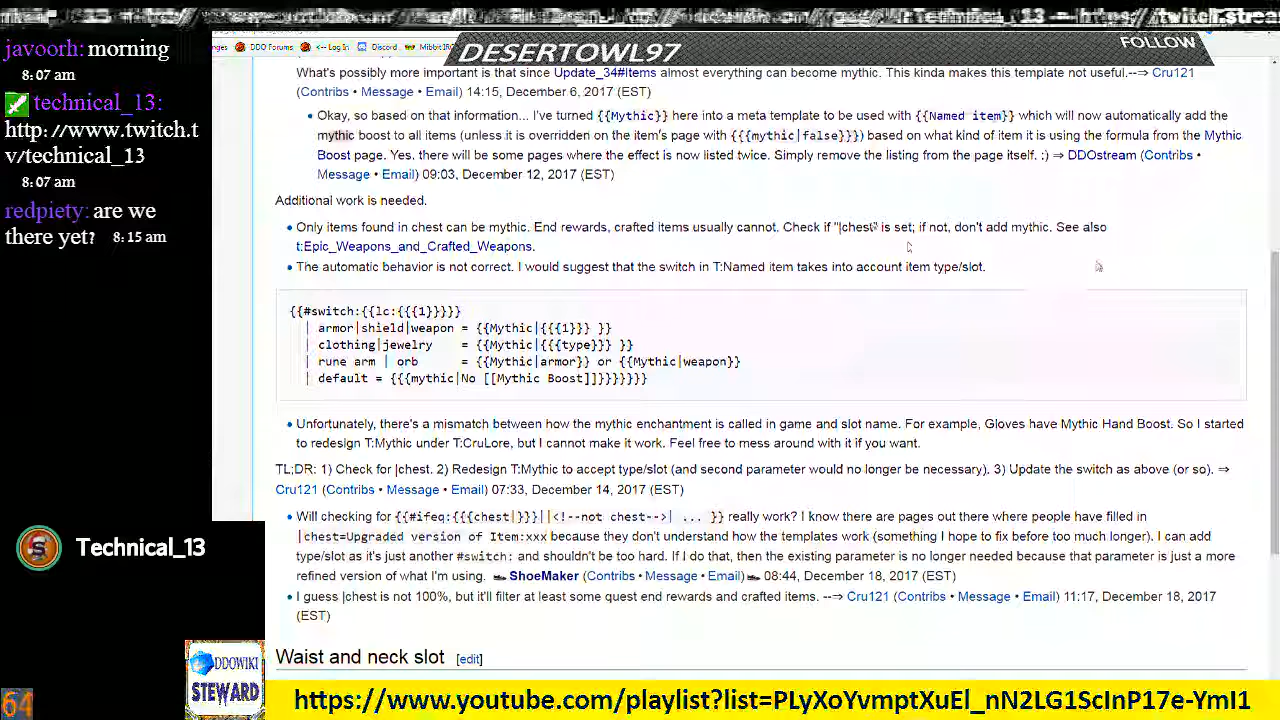 Technical_13 -- https://twitch.stream
javoorh: morning
8:07 am
technical_13:
http://www.twitch.t
v/technical_13
8:07 am
redpiety: are we
there yet?
8:15 am
DDO Forums
<-- Log In
Discord
DESERTOWL97
FOLLOW
What's possibly more important is that since Update_34#Items almost everything can become mythic. This kinda makes this template not useful.--⇒ Cru121
(Contribs • Message • Email) 14:15, December 6, 2017 (EST)
Okay, so based on that information... I've turned {{Mythic}} here into a meta template to be used with {{Named item}} which will now automatically add the
mythic boost to all items (unless it is overridden on the item's page with {{{mythic|false}}}) based on what kind of item it is using the formula from the Mythic
Boost page. Yes, there will be some pages where the effect is now listed twice. Simply remove the listing from the page itself. :) ⇒ DDOstream (Contribs •
Message • Email) 09:03, December 12, 2017 (EST)
Additional work is needed.
Only items found in chest can be mythic. End rewards, crafted items usually cannot. Check if "|chest" is set; if not, don't add mythic. See also
t:Epic_Weapons_and_Crafted_Weapons.
The automatic behavior is not correct. I would suggest that the switch in T:Named item takes into account item type/slot.
{{#switch:{{lc:{{{1}}}}}
| armor|shield|weapon = {{Mythic|{{{1}}} }}
| clothing|jewelry = {{Mythic|{{{type}}} }}
| rune arm | orb = {{Mythic|armor}} or {{Mythic|weapon}}
| default = {{{mythic|No [[Mythic Boost]]}}}}}}}
Unfortunately, there's a mismatch between how the mythic enchantment is called in game and slot name. For example, Gloves have Mythic Hand Boost. So I started
to redesign T:Mythic under T:CruLore, but I cannot make it work. Feel free to mess around with it if you want.
TL;DR: 1) Check for |chest. 2) Redesign T:Mythic to accept type/slot (and second parameter would no longer be necessary). 3) Update the switch as above (or so). ⇒
Cru121 (Contribs • Message • Email) 07:33, December 14, 2017 (EST)
Will checking for {{#ifeq:{{{chest|}}}||<!--not chest-->| ... }} really work? I know there are pages out there where people have filled in
|chest=Upgraded version of Item:xxx because they don't understand how the templates work (something I hope to fix before too much longer). I can add
type/slot as it's just another #switch: and shouldn't be too hard. If I do that, then the existing parameter is no longer needed because that parameter is just a more
refined version of what I'm using. ShoeMaker (Contribs • Message • Email) 08:44, December 18, 2017 (EST)
I guess |chest is not 100%, but it'll filter at least some quest end rewards and crafted items. --⇒ Cru121 (Contribs • Message • Email) 11:17, December 18, 2017
(EST)
Waist and neck slot [edit]
Technical_13
DDOWIKI
STEWARD
64
https://www.youtube.com/playlist?list=PLyXoYvmptXuEl_nN2LG1ScInP17e-YmI1